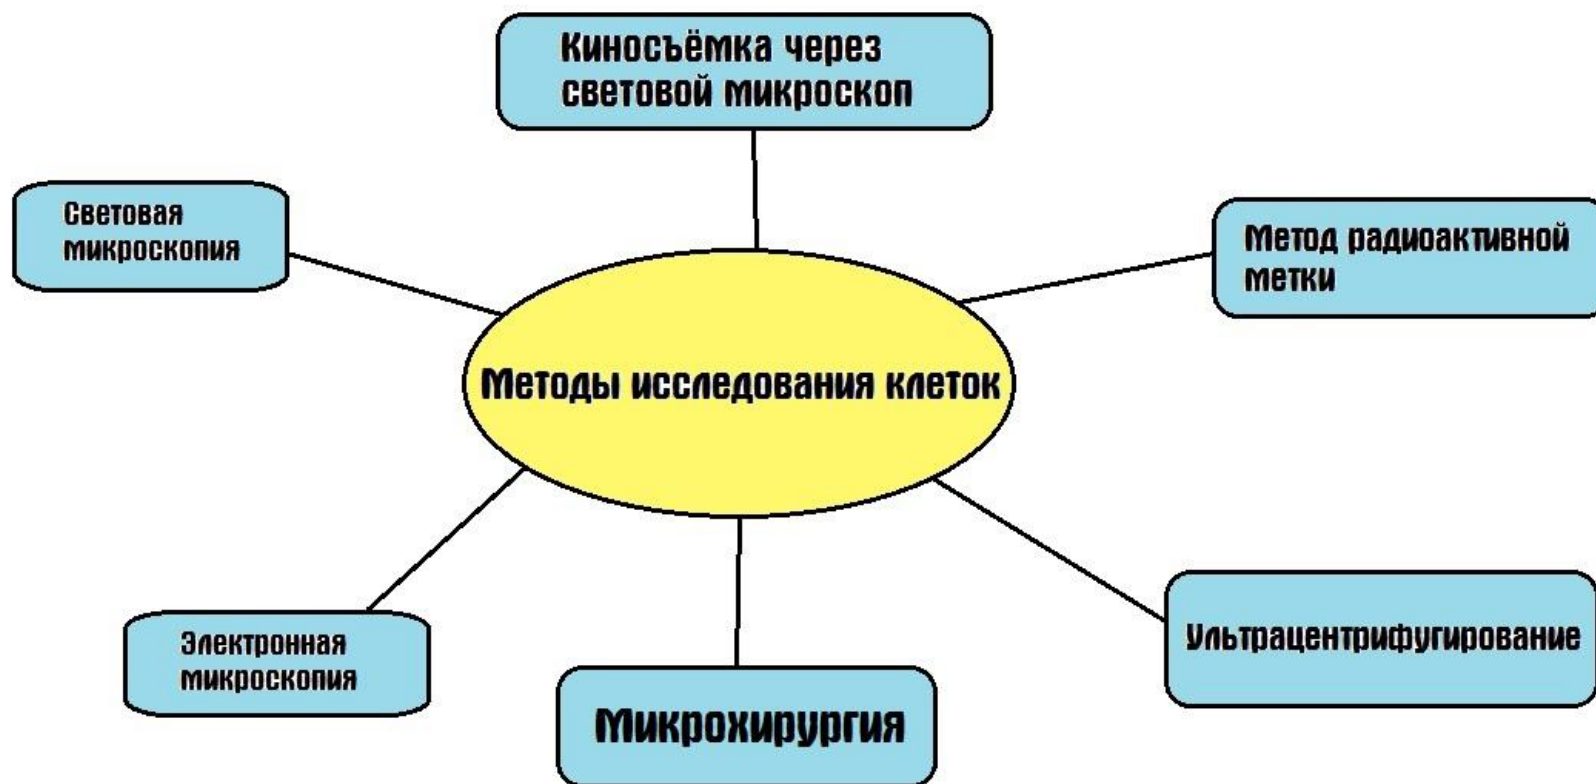 Киносъёмка через
световой микроскоп
Световая
микроскопия
Метод радиоактивной
метки
Методы исследования клеток
Электронная
микроскопия
Микрохирургия
Ультрацентрифугирование